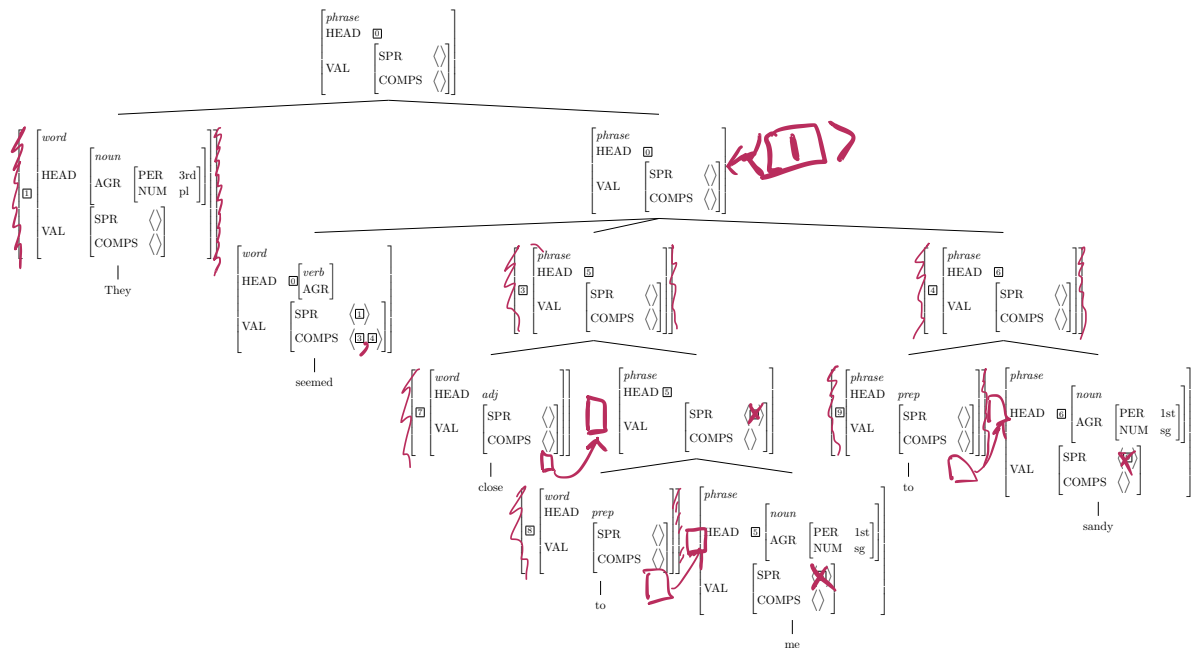 phrase
HEAD 0
VAL
SPR ⟨⟩
COMPS ⟨⟩
1
word
HEAD
noun
AGR
PER 3rd
NUM pl
VAL
SPR ⟨⟩
COMPS ⟨⟩
They
phrase
HEAD 0
VAL
SPR ⟨⟩
COMPS ⟨⟩
⟨ 1 ⟩
word
HEAD 0
verb
AGR
VAL
SPR ⟨1⟩
COMPS ⟨3, 4⟩
seemed
3
phrase
HEAD 5
VAL
SPR ⟨⟩
COMPS ⟨⟩
4
phrase
HEAD 6
VAL
SPR ⟨⟩
COMPS ⟨⟩
7
word
HEAD adj
VAL
SPR ⟨⟩
COMPS ⟨⟩
close
phrase
HEAD 5
VAL
SPR
COMPS ⟨⟩
9
phrase
HEAD prep
VAL
SPR ⟨⟩
COMPS ⟨⟩
to
phrase
HEAD 6
noun
AGR
PER 1st
NUM sg
VAL
SPR
COMPS ⟨⟩
sandy
8
word
HEAD prep
VAL
SPR ⟨⟩
COMPS ⟨⟩
to
phrase
HEAD 5
noun
AGR
PER 1st
NUM sg
VAL
SPR
COMPS ⟨⟩
me